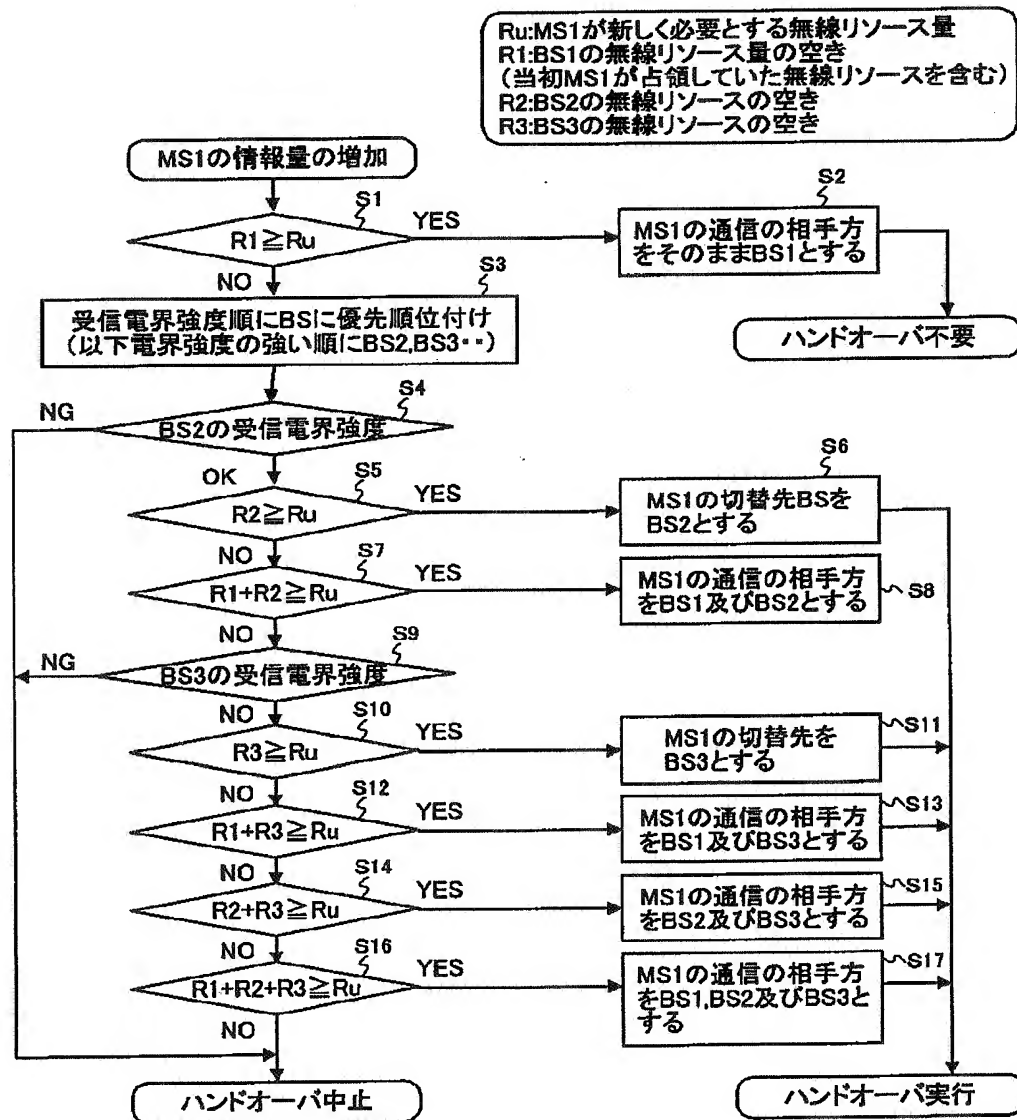 Ru:MS1が新しく必要とする無線リソース量
R1:BS1の無線リソース量の空き
(当初MS1が占領していた無線リソースを含む)
R2:BS2の無線リソースの空き
R3:BS3の無線リソースの空き
MS1の情報量の増加
S1
R1≧Ru
YES
NO
S2
MS1の通信の相手方
をそのままBS1とする
ハンドオーバ不要
S3
受信電界強度順にBSに優先順位付け
(以下電界強度の強い順にBS2,BS3・・)
S4
BS2の受信電界強度
NG
OK
S5
R2≧Ru
YES
NO
S6
MS1の切替先BSを
BS2とする
S7
R1+R2≧Ru
YES
NO
MS1の通信の相手方
をBS1及びBS2とする
S8
S9
BS3の受信電界強度
NG
NO
S10
R3≧Ru
YES
NO
S11
MS1の切替先を
BS3とする
S12
R1+R3≧Ru
YES
NO
S13
MS1の通信の相手方
をBS1及びBS3とする
S14
R2+R3≧Ru
YES
NO
S15
MS1の通信の相手方
をBS2及びBS3とする
S16
R1+R2+R3≧Ru
YES
NO
S17
MS1の通信の相手方
をBS1,BS2及びBS3と
する
ハンドオーバ中止
ハンドオーバ実行